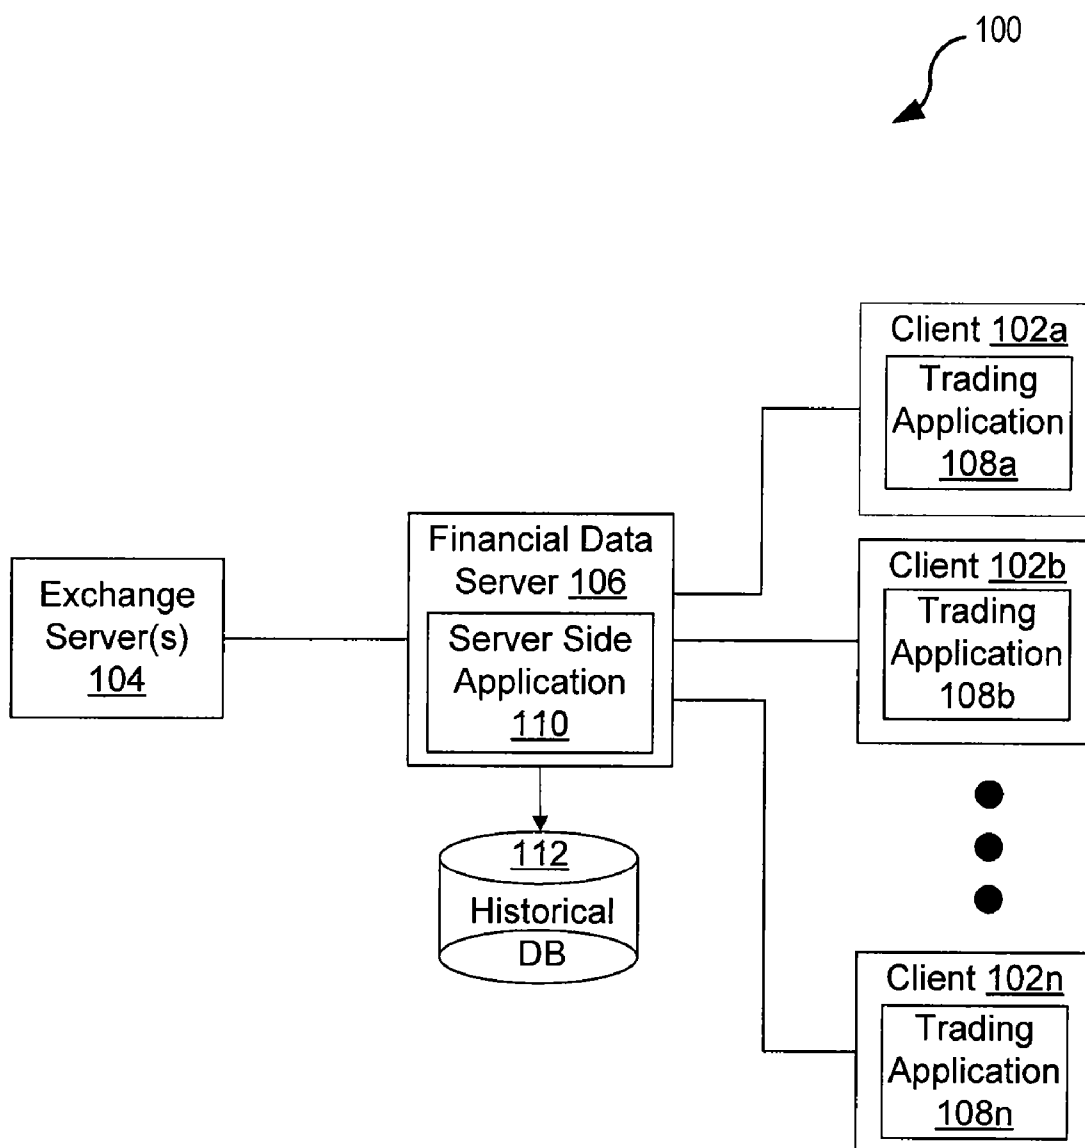 100
Client 102a
Trading
Application
108a
Financial Data
Server 106
Server Side
Application
110
Exchange
Server(s)
104
Client 102b
Trading
Application
108b
112
Historical
DB
Client 102n
Trading
Application
108n